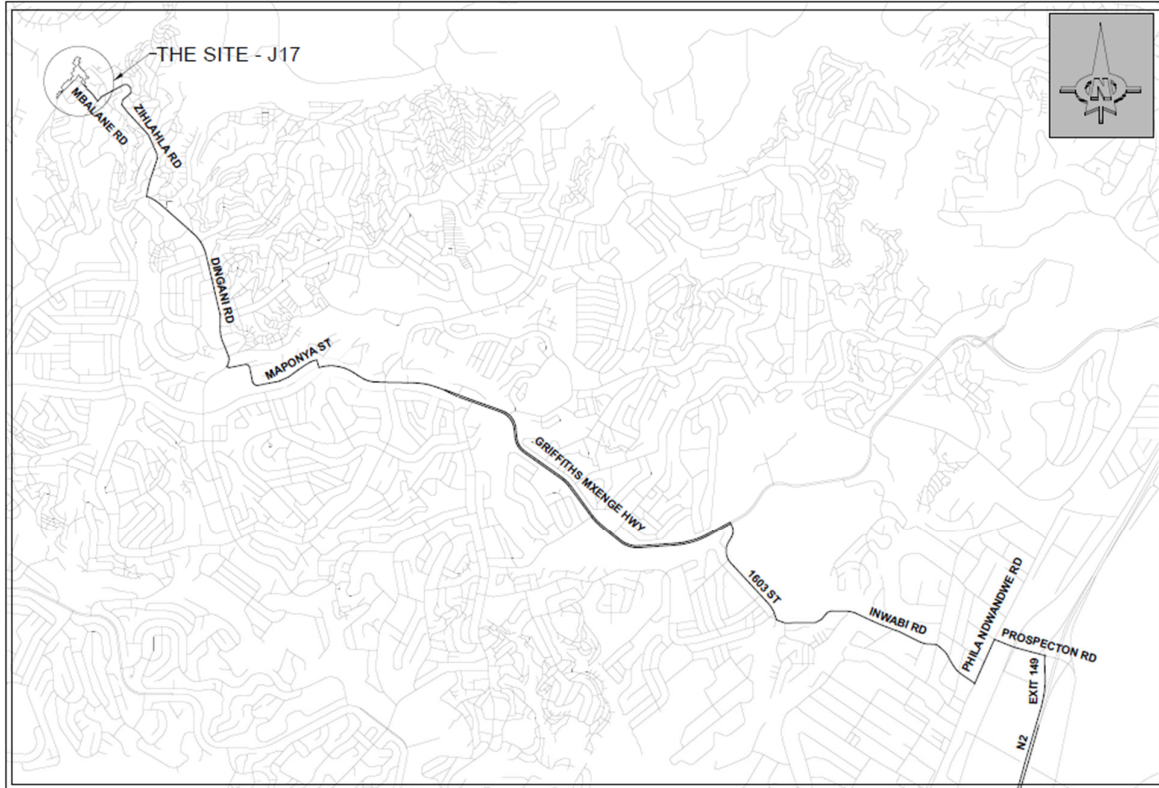 THE SITE - J17
N
MBALANE RD
ZIHLAHLA RD
DINGANI RD
MAPONYA ST
GRIFFITHS MXENGE HWY
1603 ST
INWABI RD
PHILA NDWANDWE RD
PROSPECTON RD
EXIT 149
N2